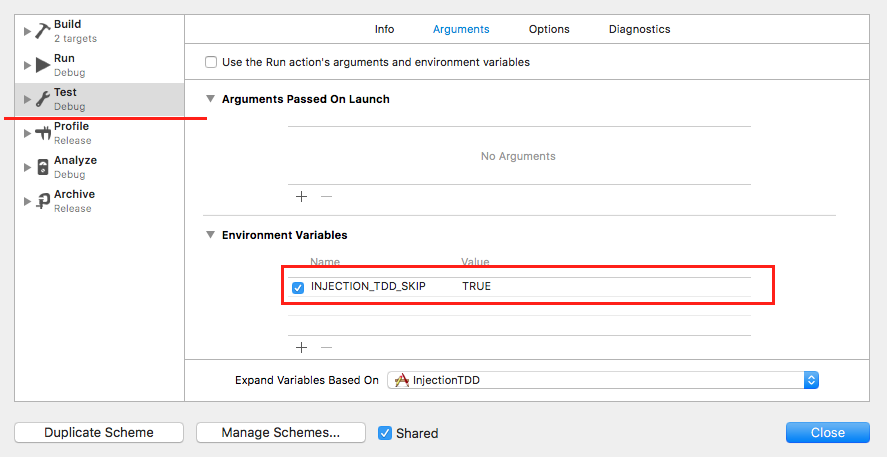 Build
2 targets
Run
Debug
Test
Debug
Profile
Release
Analyze
Debug
Archive
Release
Info Arguments Options Diagnostics
Use the Run action's arguments and environment variables
Arguments Passed On Launch
No Arguments
Environment Variables
Name Value
INJECTION_TDD_SKIP TRUE
Expand Variables Based On InjectionTDD
Duplicate Scheme Manage Schemes... Shared Close